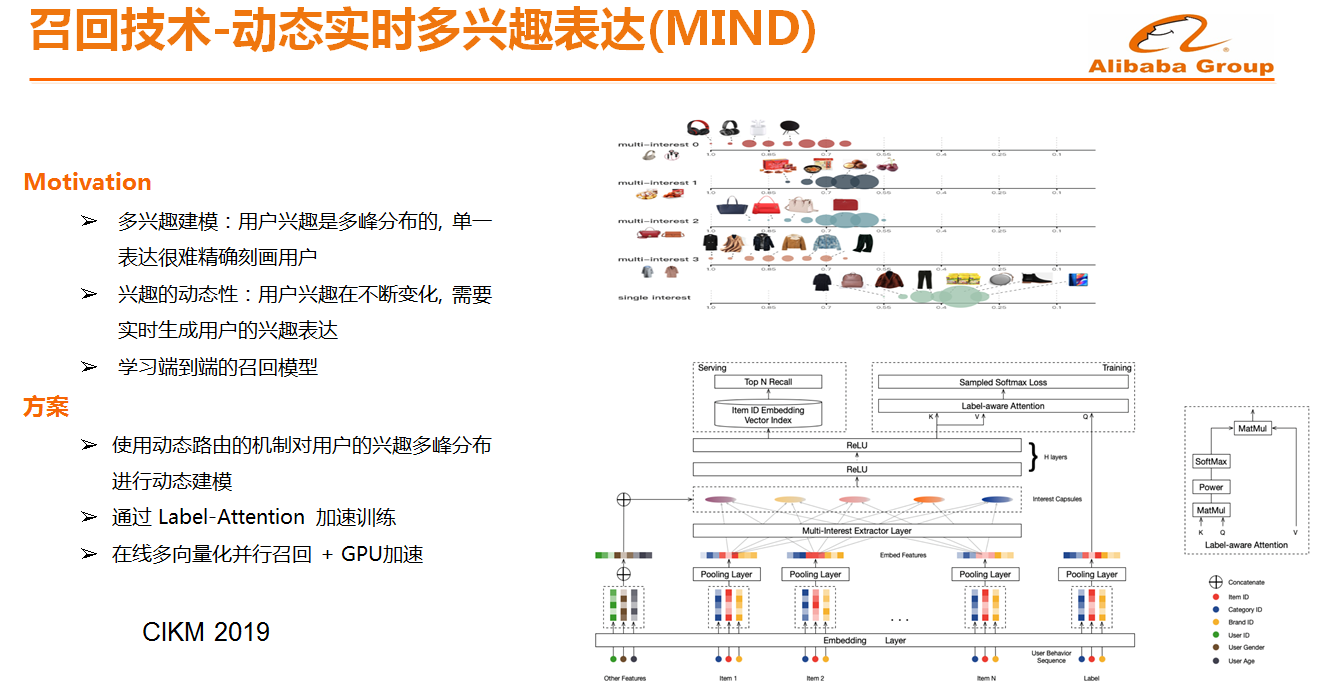 召回技术-动态实时多兴趣表达(MIND)
Alibaba Group
Motivation
➢ 多兴趣建模：用户兴趣是多峰分布的, 单一
表达很难精确刻画用户
➢ 兴趣的动态性：用户兴趣在不断变化, 需要
实时生成用户的兴趣表达
➢ 学习端到端的召回模型
方案
➢ 使用动态路由的机制对用户的兴趣多峰分布
进行动态建模
➢ 通过 Label-Attention 加速训练
➢ 在线多向量化并行召回 + GPU加速
CIKM 2019
multi-interest 0
1.0 0.85 0.7 0.55 0.4 0.25 0.1
multi-interest 1
1.0 0.85 0.7 0.55 0.4 0.25 0.1
multi-interest 2
1.0 0.85 0.7 0.55 0.4 0.25 0.1
multi-interest 3
1.0 0.85 0.7 0.55 0.4 0.25 0.1
single interest
1.0 0.85 0.7 0.55 0.4 0.25 0.1
Serving
Training
Top N Recall
Sampled Softmax Loss
Item ID Embedding
Vector Index
Label-aware Attention
K V Q
ReLU
ReLU
H layers
Interest Capsules
Multi-Interest Extractor Layer
Embed Features
Pooling Layer
Pooling Layer
Pooling Layer
Pooling Layer
. . .
Embedding Layer
User Behavior
Sequence
Other Features
Item 1
Item 2
Item N
Label
MatMul
SoftMax
Power
MatMul
K Q V
Label-aware Attention
Concatenate
Item ID
Category ID
Brand ID
User ID
User Gender
User Age